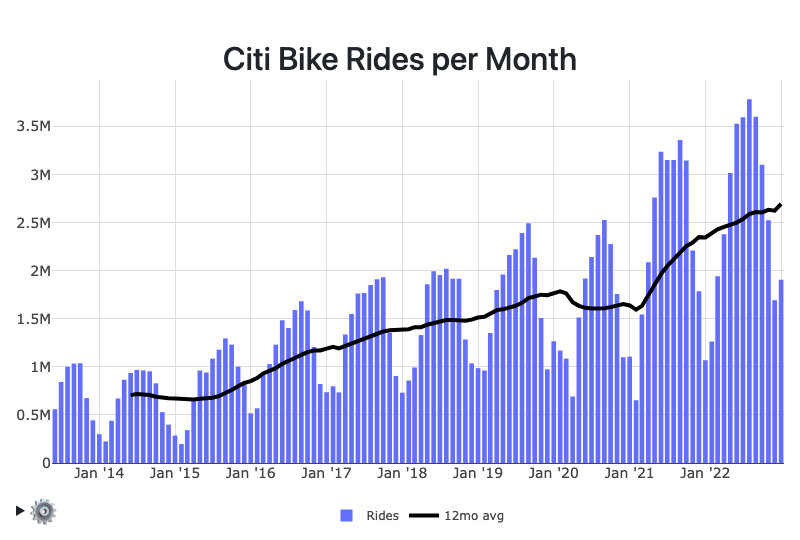 Citi Bike Rides per Month
3.5M
3M
2.5M
2M
1.5M
1M
0.5M
0
Jan '14 Jan '15 Jan '16 Jan '17 Jan '18 Jan '19 Jan '20 Jan '21 Jan '22
Rides 12mo avg